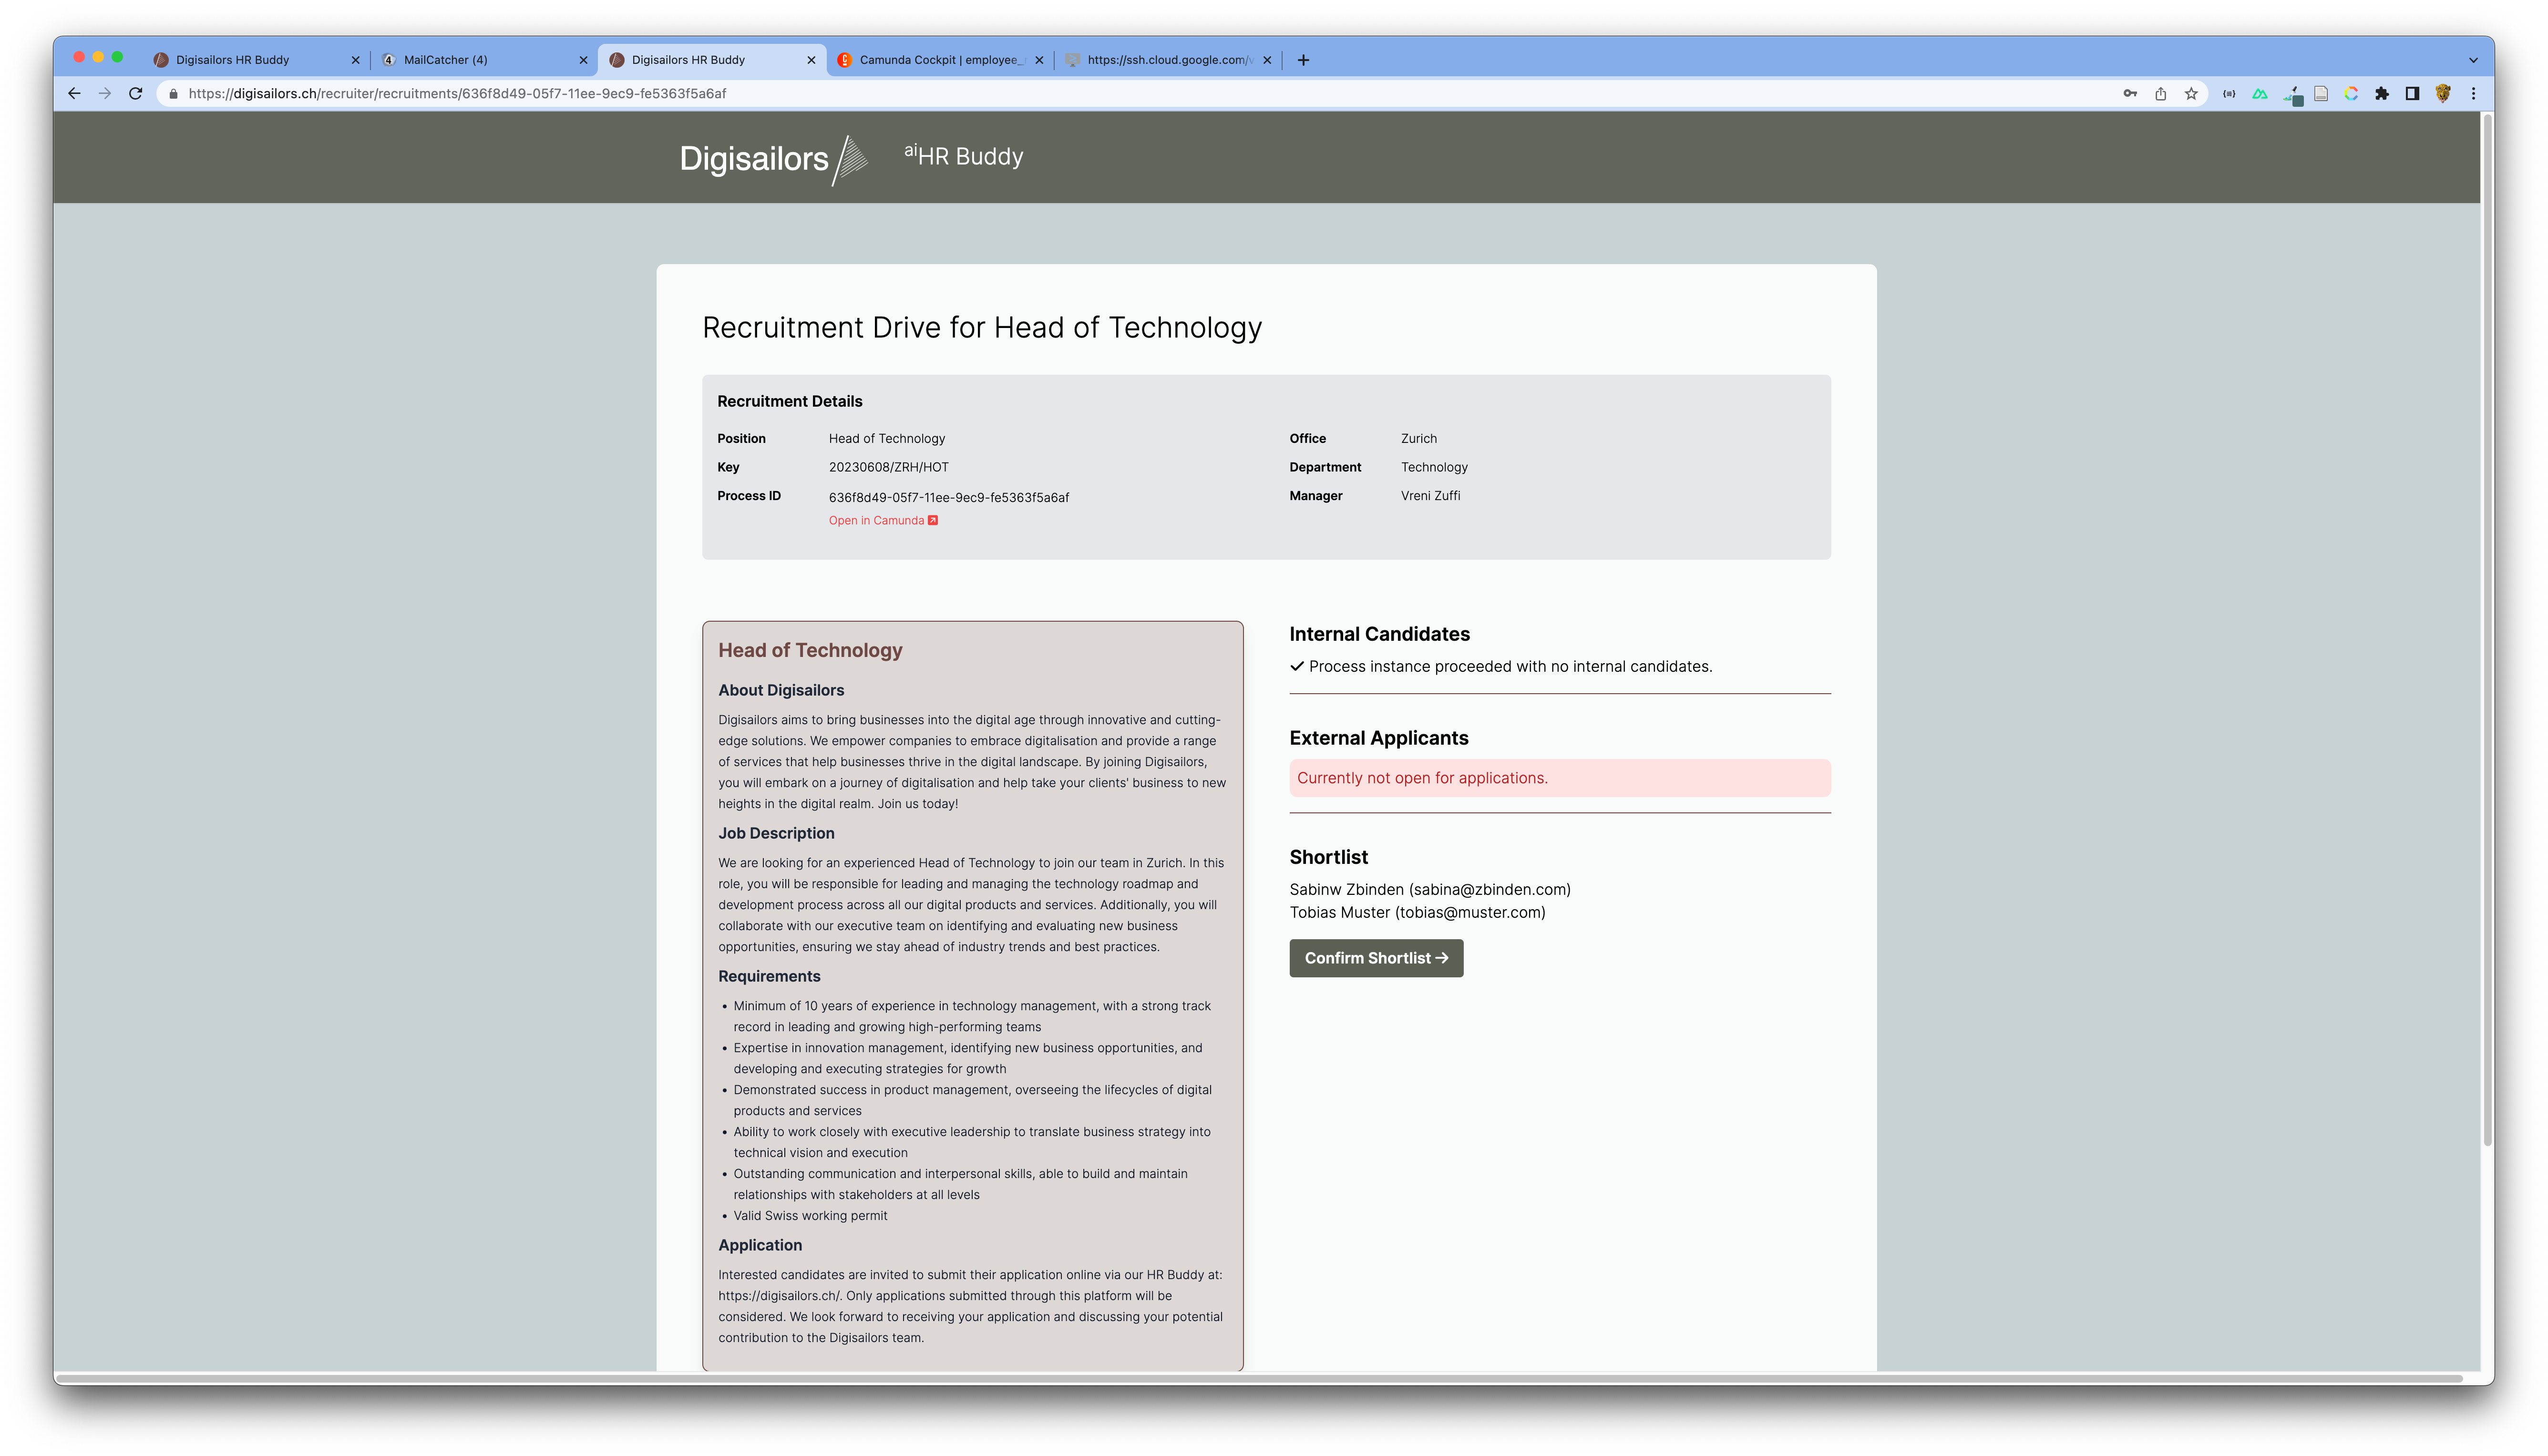 Digisailors HR Buddy
4 MailCatcher (4)
Digisailors HR Buddy
Camunda Cockpit | employee_
https://ssh.cloud.google.com/v
https://digisailors.ch/recruiter/recruitments/636f8d49-05f7-11ee-9ec9-fe5363f5a6af
Digisailors
aiHR Buddy
Recruitment Drive for Head of Technology
Recruitment Details
Position Head of Technology
Key 20230608/ZRH/HOT
Process ID 636f8d49-05f7-11ee-9ec9-fe5363f5a6af
Open in Camunda
Office Zurich
Department Technology
Manager Vreni Zuffi
Head of Technology
About Digisailors
Digisailors aims to bring businesses into the digital age through innovative and cutting-
edge solutions. We empower companies to embrace digitalisation and provide a range
of services that help businesses thrive in the digital landscape. By joining Digisailors,
you will embark on a journey of digitalisation and help take your clients' business to new
heights in the digital realm. Join us today!
Job Description
We are looking for an experienced Head of Technology to join our team in Zurich. In this
role, you will be responsible for leading and managing the technology roadmap and
development process across all our digital products and services. Additionally, you will
collaborate with our executive team on identifying and evaluating new business
opportunities, ensuring we stay ahead of industry trends and best practices.
Requirements
• Minimum of 10 years of experience in technology management, with a strong track
record in leading and growing high-performing teams
• Expertise in innovation management, identifying new business opportunities, and
developing and executing strategies for growth
• Demonstrated success in product management, overseeing the lifecycles of digital
products and services
• Ability to work closely with executive leadership to translate business strategy into
technical vision and execution
• Outstanding communication and interpersonal skills, able to build and maintain
relationships with stakeholders at all levels
• Valid Swiss working permit
Application
Interested candidates are invited to submit their application online via our HR Buddy at:
https://digisailors.ch/. Only applications submitted through this platform will be
considered. We look forward to receiving your application and discussing your potential
contribution to the Digisailors team.
Internal Candidates
Process instance proceeded with no internal candidates.
External Applicants
Currently not open for applications.
Shortlist
Sabinw Zbinden (sabina@zbinden.com)
Tobias Muster (tobias@muster.com)
Confirm Shortlist